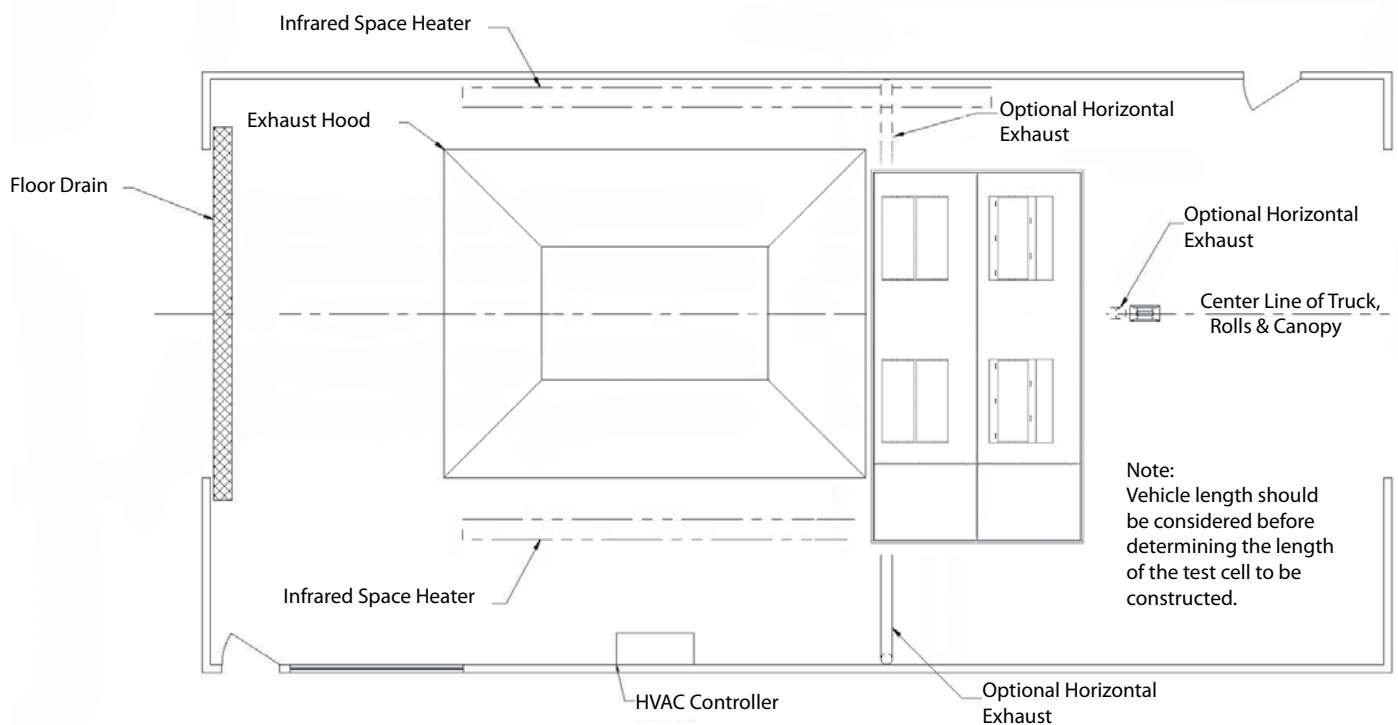 Infrared Space Heater
Exhaust Hood
Optional Horizontal
Exhaust
Floor Drain
Optional Horizontal
Exhaust
Center Line of Truck,
Rolls & Canopy
Note:
Vehicle length should
be considered before
determining the length
of the test cell to be
constructed.
Infrared Space Heater
HVAC Controller
Optional Horizontal
Exhaust